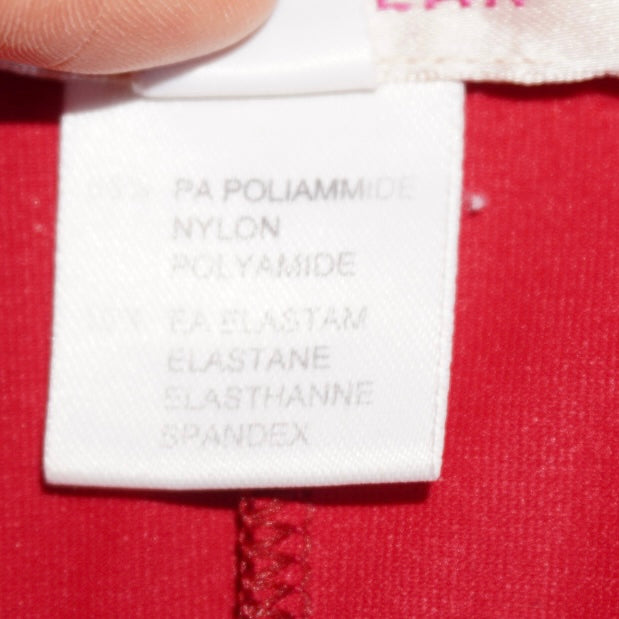 PA POLIAMMIDE
NYLON
POLYAMIDE
EA ELASTAM
ELASTANE
ELASTHANNE
SPANDEX